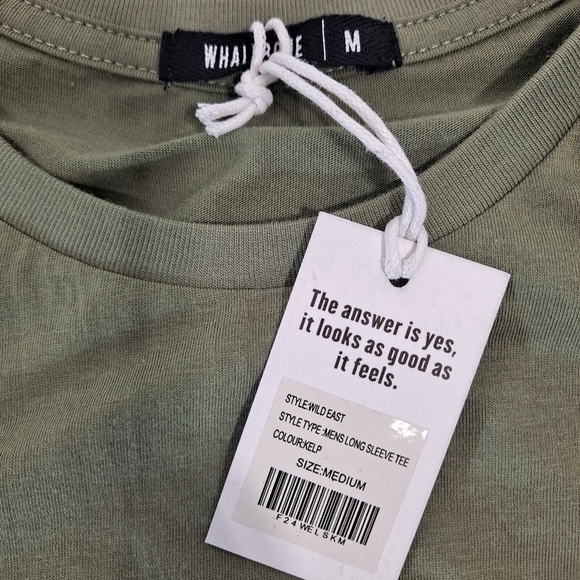 M
The answer is yes,
it looks as good as
it feels.
STYLE:WILD EAST
STYLE TYPE :MENS LONG SLEEVE TEE
COLOUR:KELP
SIZE:MEDIUM
F24WELSKM